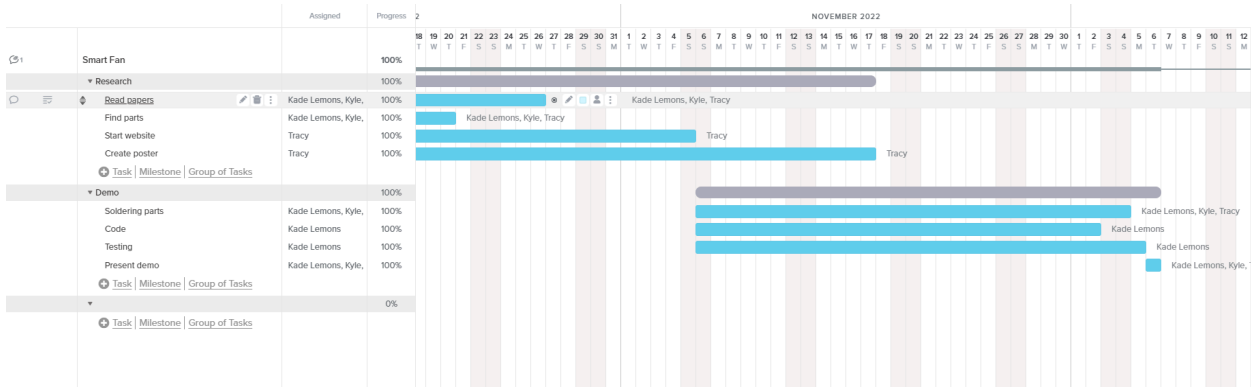 Assigned Progress 2 NOVEMBER 2022
18 19 20 21 22 23 24 25 26 27 28 29 30 31 1 2 3 4 5 6 7 8 9 10 11 12 13 14 15 16 17 18 19 20 21 22 23 24 25 26 27 28 29 30 1 2 3 4 5 6 7 8 9 10 11 12
T W T F S S M T W T F S S M T W T F S S M T W T F S S M T W T F S S M T W T F S S M T W T F S S M T W T F S S M
1 Smart Fan 100%
Research 100%
Read papers Kade Lemons, Kyle, 100% Kade Lemons, Kyle, Tracy
Find parts Kade Lemons, Kyle, 100% Kade Lemons, Kyle, Tracy
Start website Tracy 100% Tracy
Create poster Tracy 100% Tracy
Task Milestone Group of Tasks
Demo 100%
Soldering parts Kade Lemons, Kyle, 100% Kade Lemons, Kyle, Tracy
Code Kade Lemons 100% Kade Lemons
Testing Kade Lemons 100% Kade Lemons
Present demo Kade Lemons, Kyle, 100% Kade Lemons, Kyle,
Task Milestone Group of Tasks
0%
Task Milestone Group of Tasks